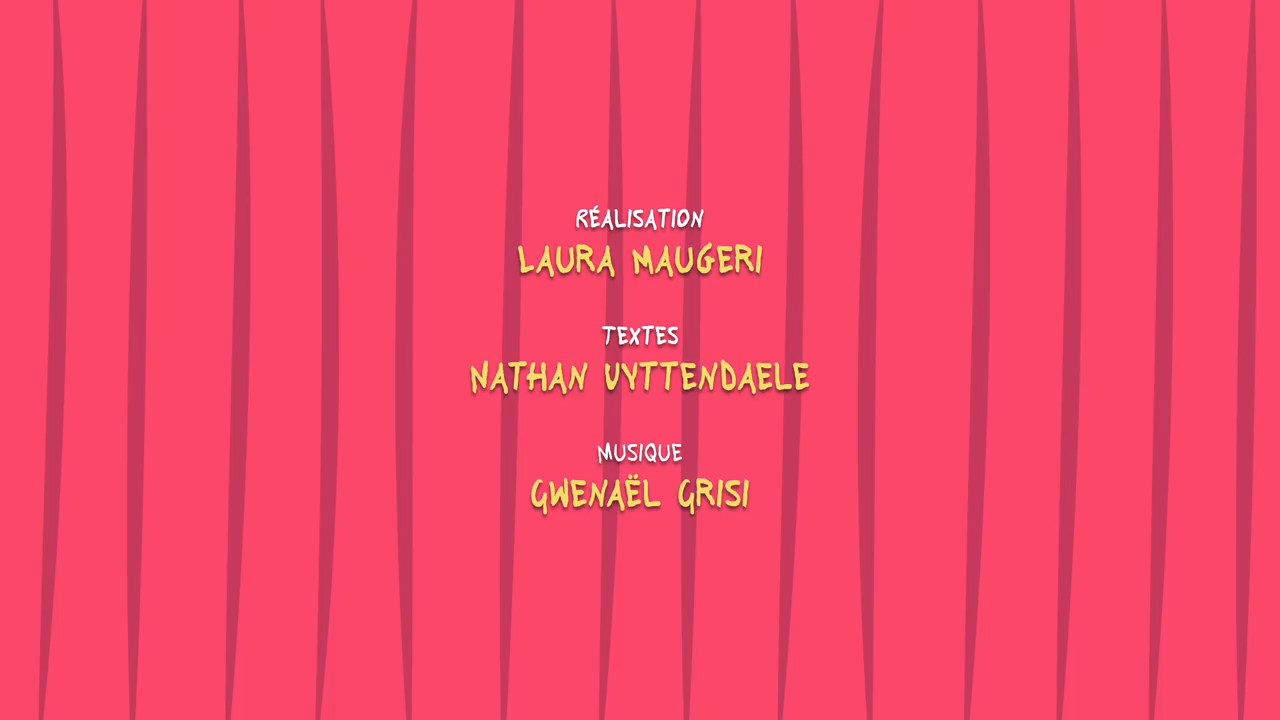 RÉALISATION
LAURA MAUGERI
TEXTES
NATHAN UYTTENDAELE
MUSIQUE
GWENAËL GRISI